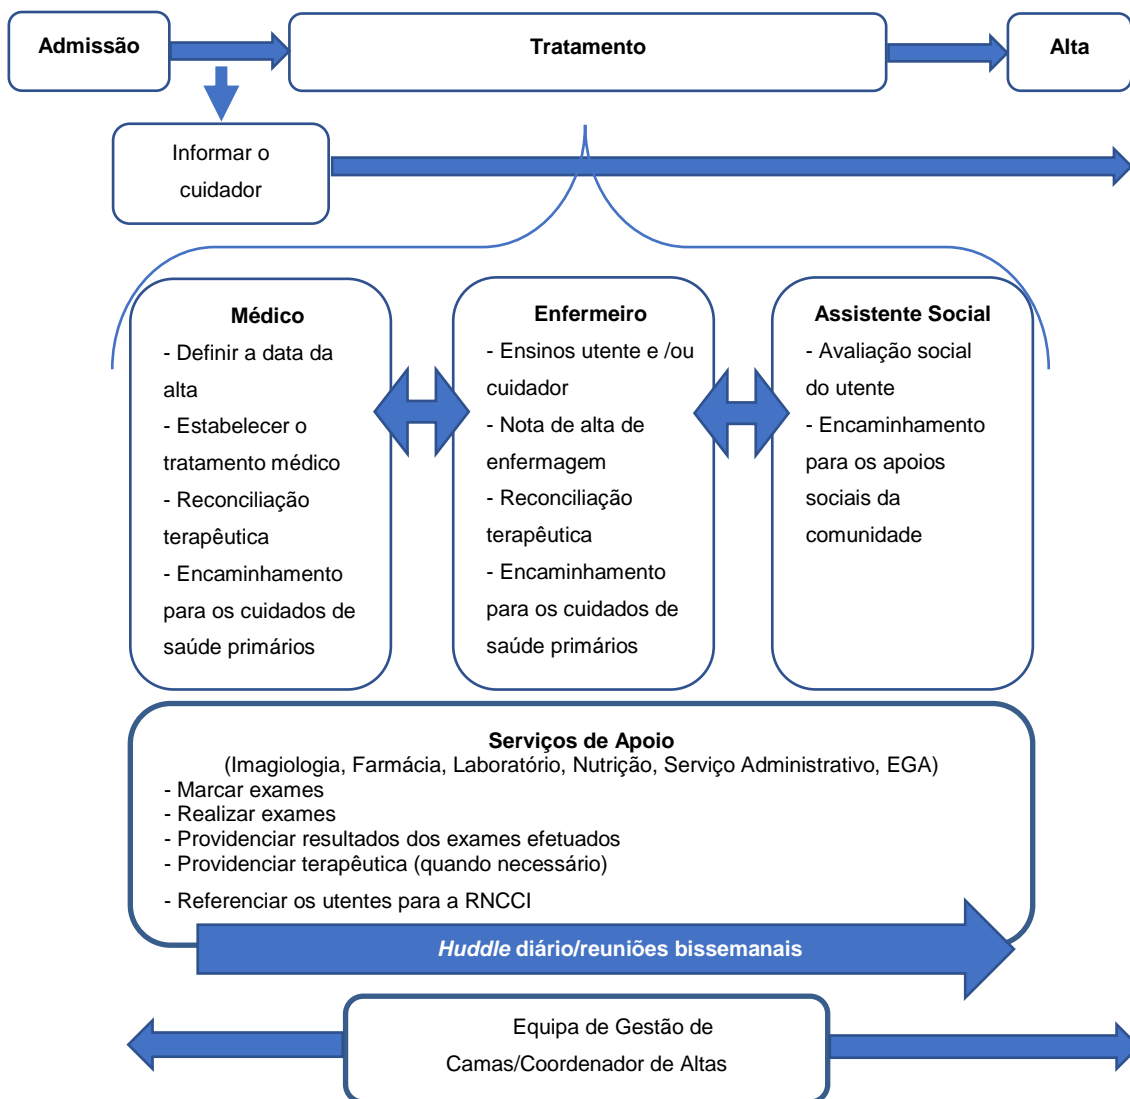 Admissão
Tratamento
Alta
Informar o
cuidador
Médico
- Definir a data da
alta
- Estabelecer o
tratamento médico
- Reconciliação
terapêutica
- Encaminhamento
para os cuidados de
saúde primários
Enfermeiro
- Ensinos utente e /ou
cuidador
- Nota de alta de
enfermagem
- Reconciliação
terapêutica
- Encaminhamento
para os cuidados de
saúde primários
Assistente Social
- Avaliação social
do utente
- Encaminhamento
para os apoios
sociais da
comunidade
Serviços de Apoio
(Imagiologia, Farmácia, Laboratório, Nutrição, Serviço Administrativo, EGA)
- Marcar exames
- Realizar exames
- Providenciar resultados dos exames efetuados
- Providenciar terapêutica (quando necessário)
- Referenciar os utentes para a RNCCI
Huddle diário/reuniões bissemanais
Equipa de Gestão de
Camas/Coordenador de Altas